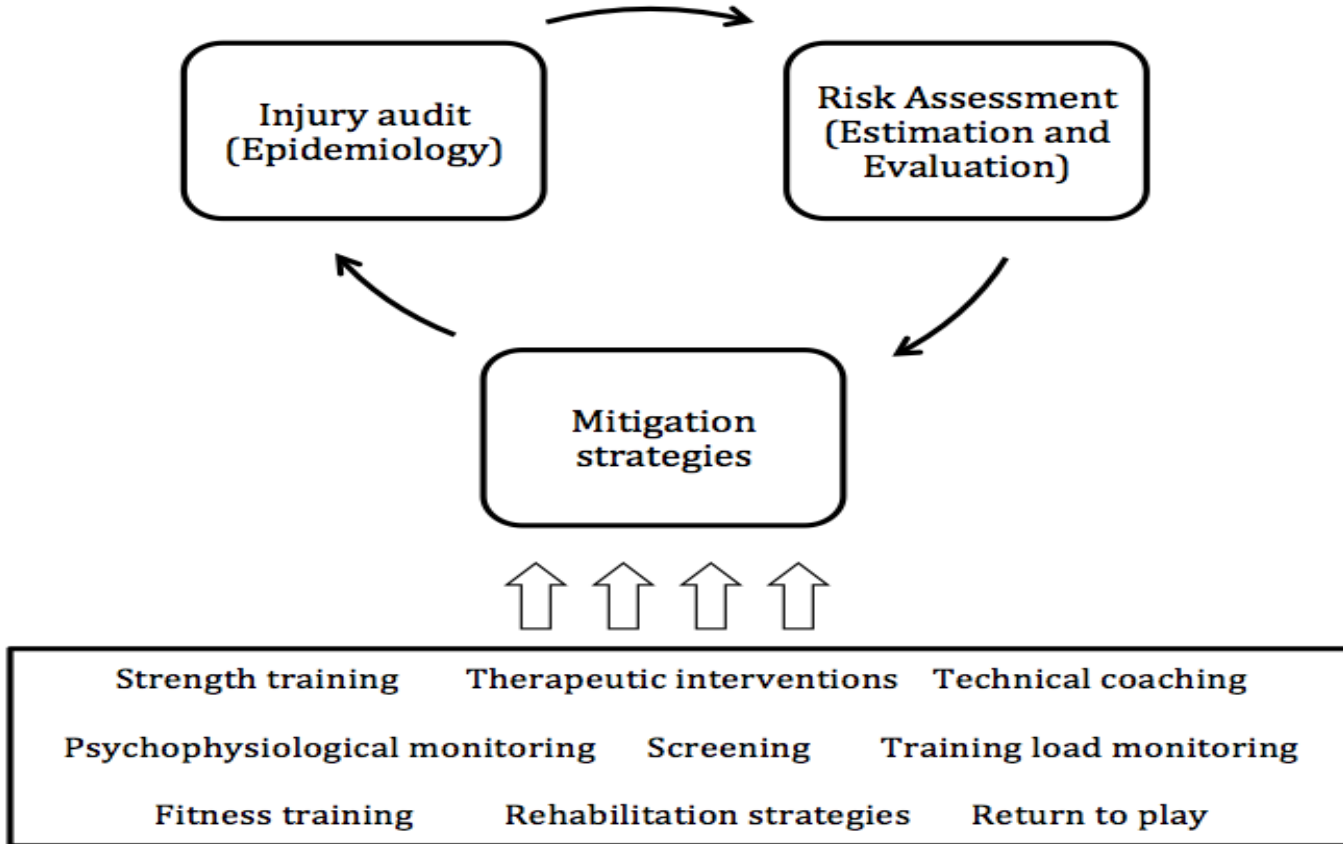 Injury audit
(Epidemiology)
Risk Assessment
(Estimation and
Evaluation)
Mitigation
strategies
Strength training Therapeutic interventions Technical coaching
Psychophysiological monitoring Screening Training load monitoring
Fitness training Rehabilitation strategies Return to play